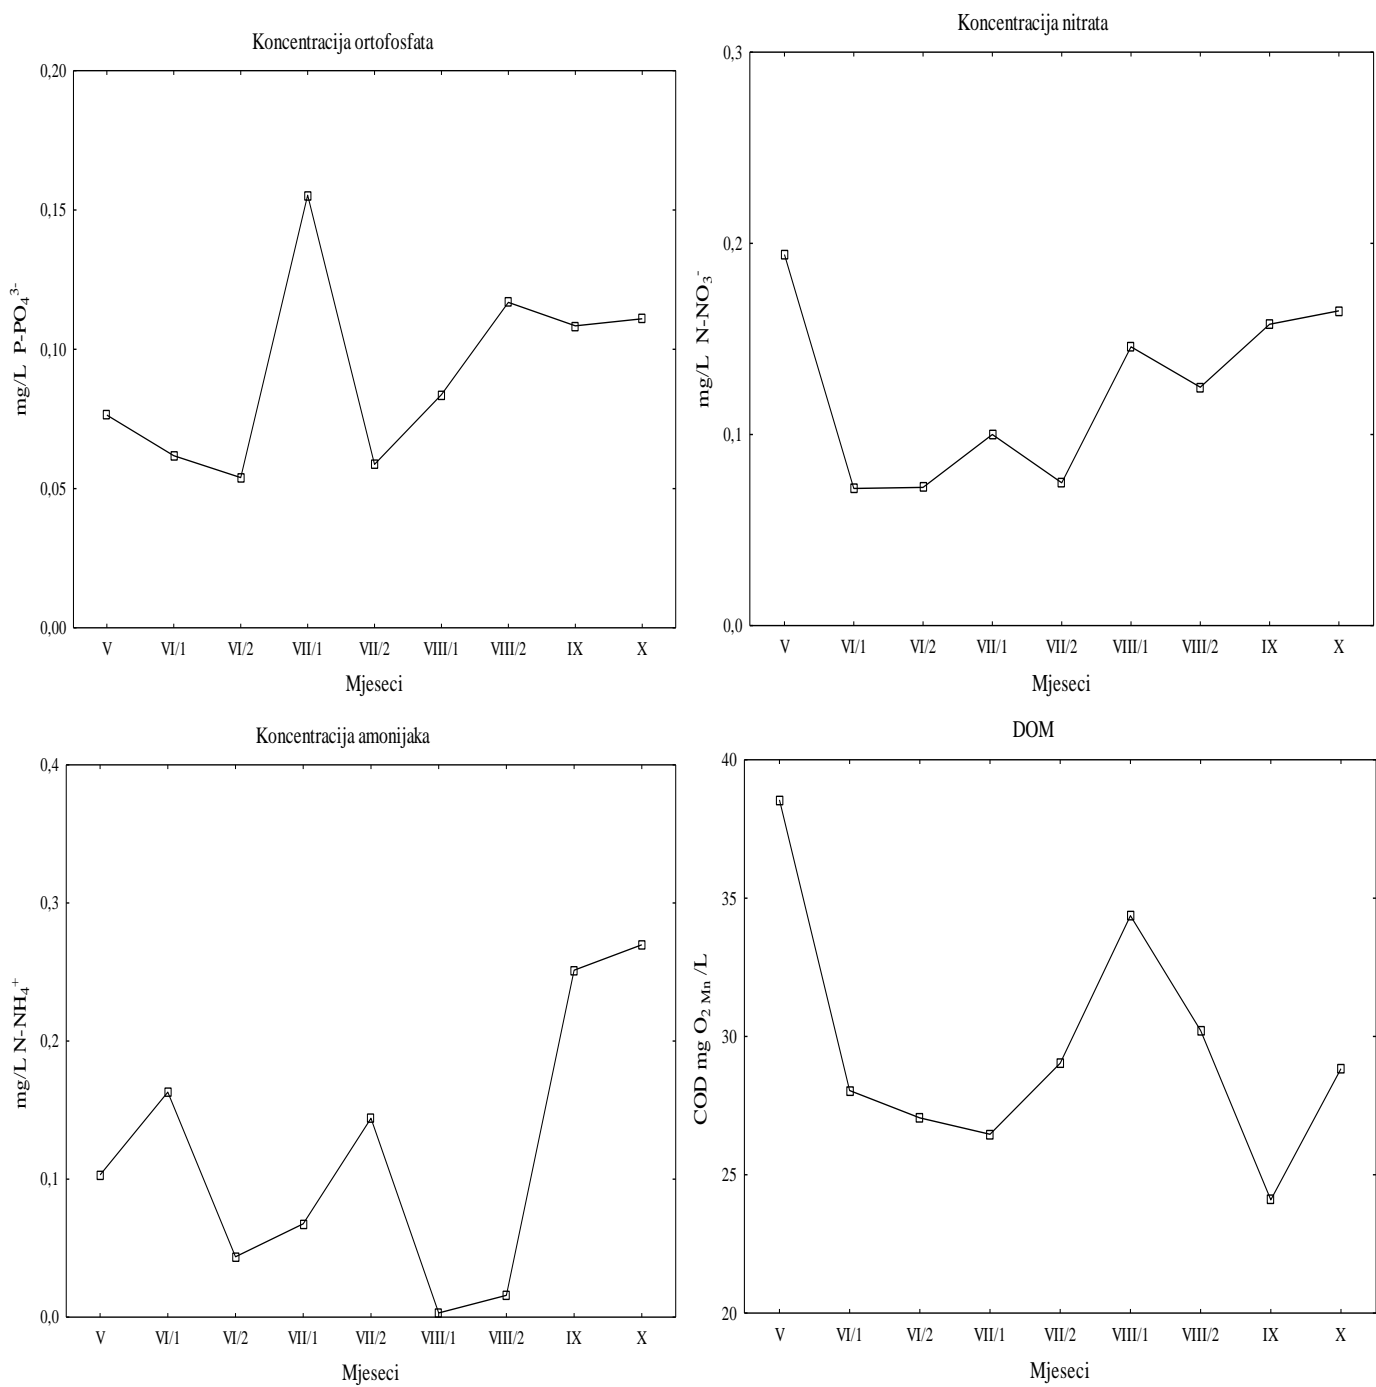 Koncentracija ortofosfata
0,20
0,15
0,10
0,05
0,00
mg/L P-PO₄³⁻
V VI/1 VI/2 VII/1 VII/2 VIII/1 VIII/2 IX X
Mjeseci
Koncentracija nitrata
0,3
0,2
0,1
0,0
mg/L N-NO₃⁻
V VI/1 VI/2 VII/1 VII/2 VIII/1 VIII/2 IX X
Mjeseci
Koncentracija amonijaka
0,4
0,3
0,2
0,1
0,0
mg/L N-NH₄⁺
V VI/1 VI/2 VII/1 VII/2 VIII/1 VIII/2 IX X
Mjeseci
DOM
40
35
30
25
20
COD mg O₂ Mn /L
V VI/1 VI/2 VII/1 VII/2 VIII/1 VIII/2 IX X
Mjeseci